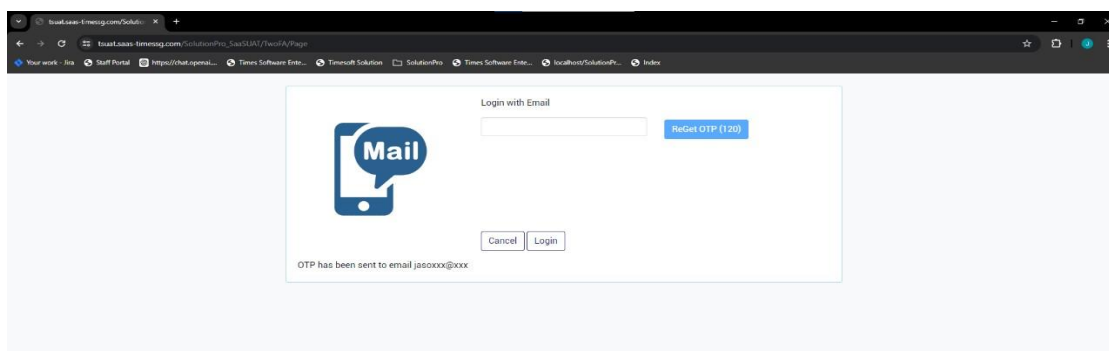 tsuat.saas-timessg.com/Solutio
tsuat.saas-timessg.com/SolutionPro_SaaSUAT/TwoFA/Page
Your work - Jira Staff Portal https://chat.openai.... Times Software Ente... Timesoft Solution SolutionPro Times Software Ente... localhost/SolutionPr... Index
Login with Email
ReGet OTP (120)
Mail
Cancel Login
OTP has been sent to email jasoxxx@xxx